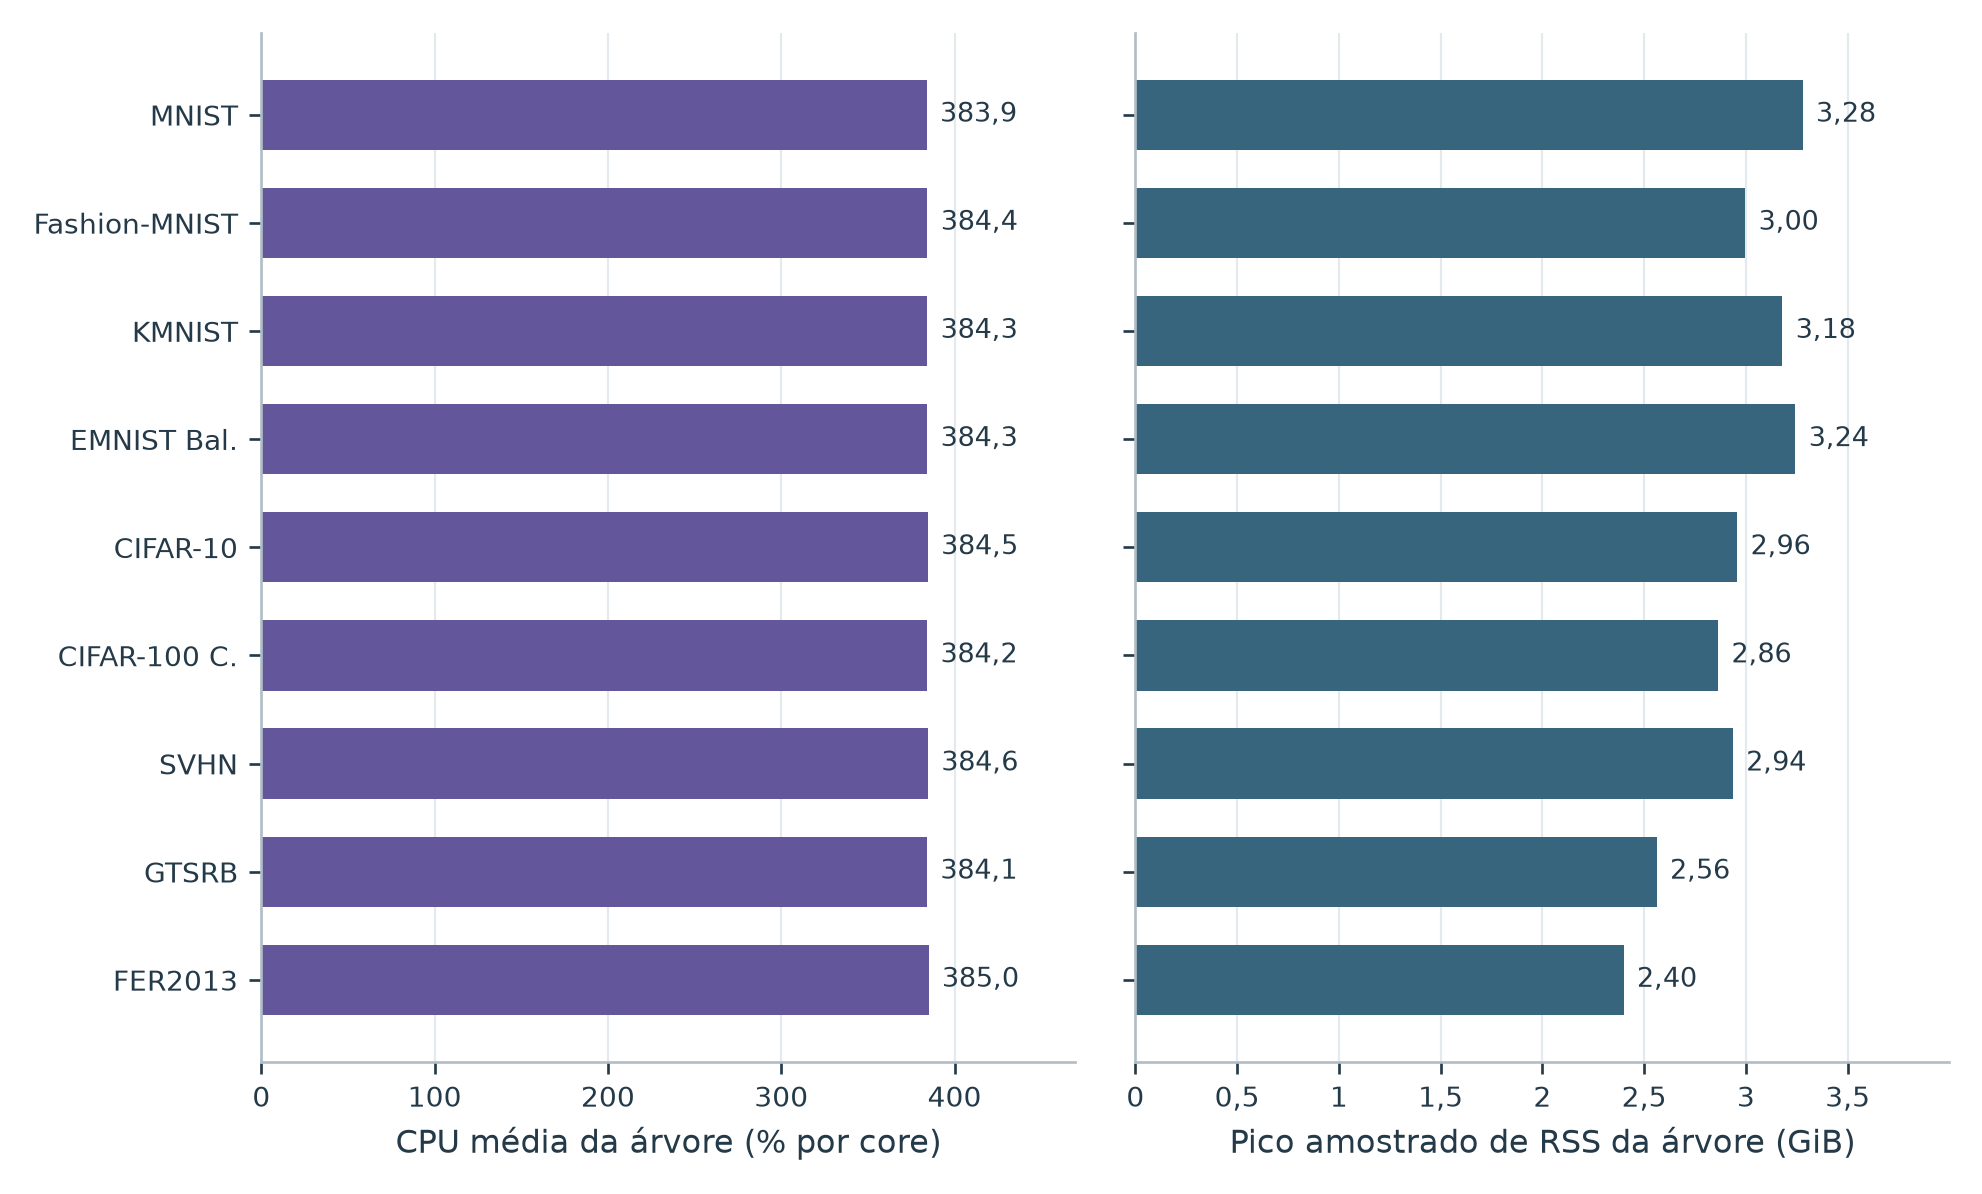 MNIST
383,9
3,28
Fashion-MNIST
384,4
3,00
KMNIST
384,3
3,18
EMNIST Bal.
384,3
3,24
CIFAR-10
384,5
2,96
CIFAR-100 C.
384,2
2,86
SVHN
384,6
2,94
GTSRB
384,1
2,56
FER2013
385,0
2,40
0 100 200 300 400
0 0,5 1 1,5 2 2,5 3 3,5
CPU média da árvore (% por core)
Pico amostrado de RSS da árvore (GiB)